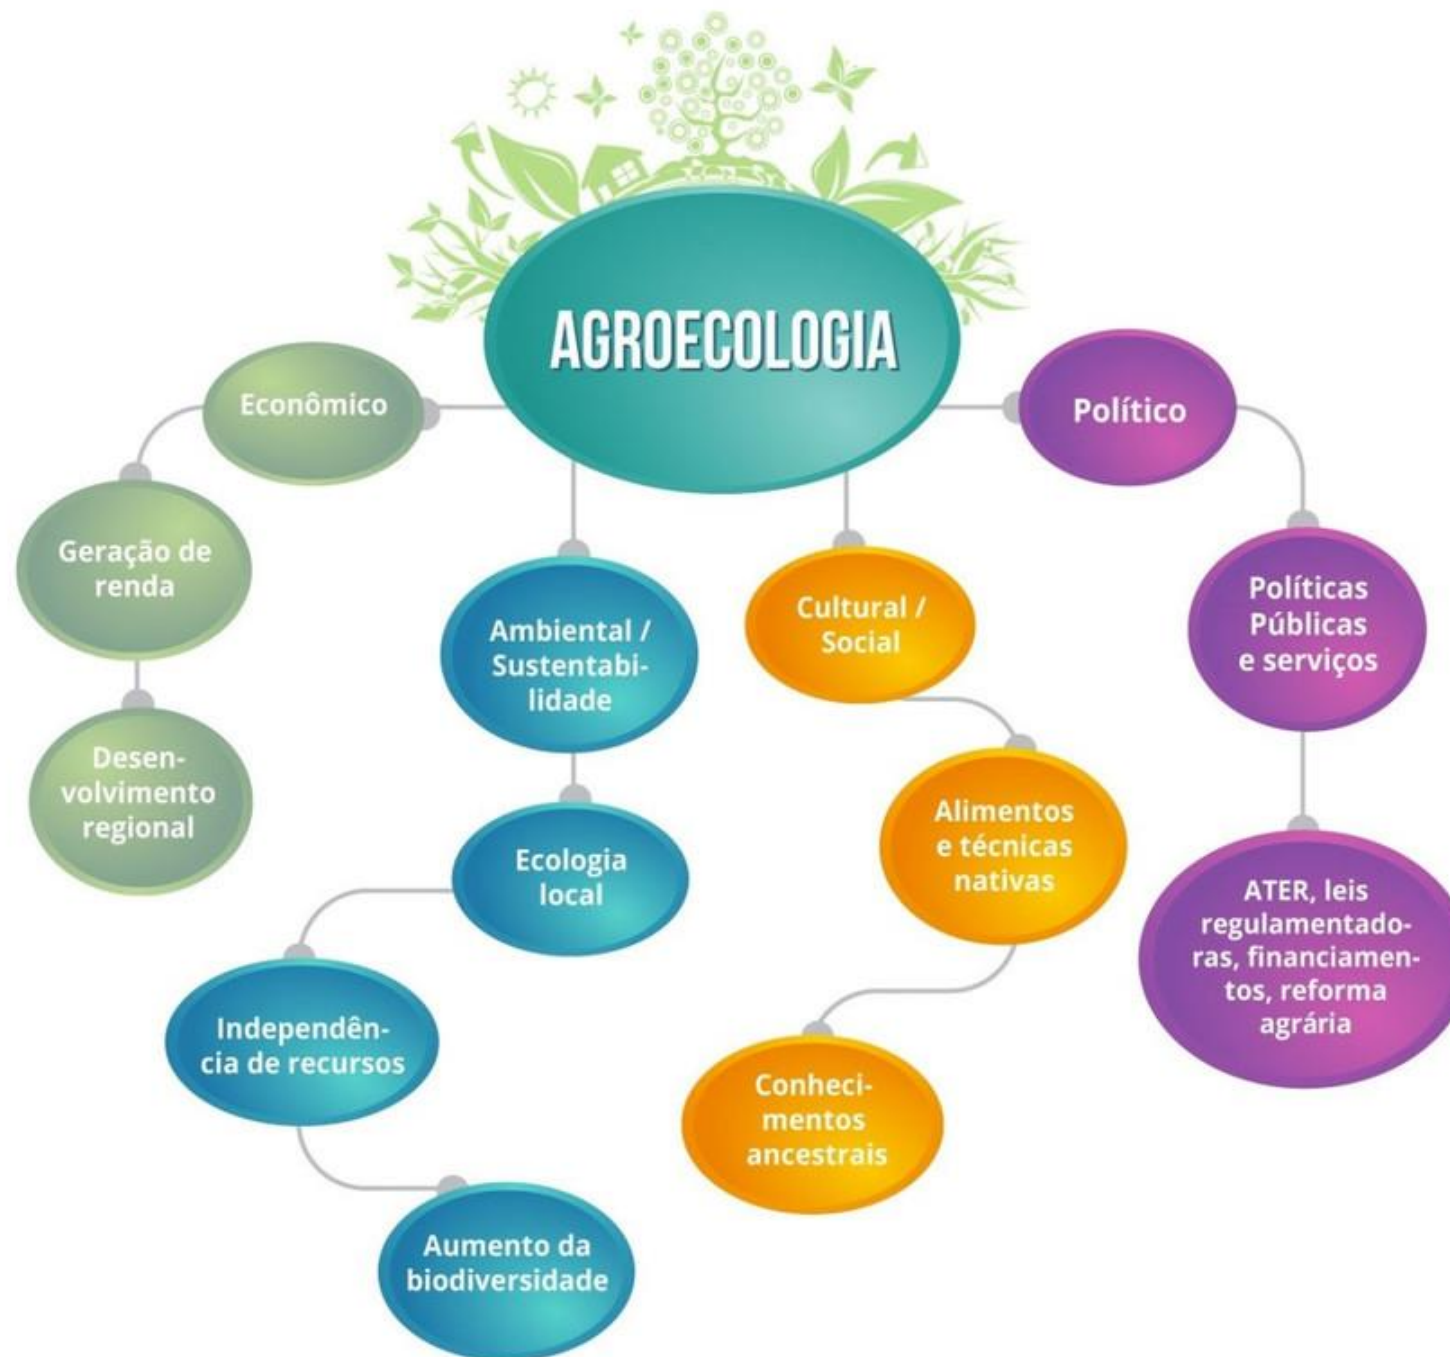 AGROECOLOGIA
Econômico
Geração de
renda
Desen-
volvimento
regional
Ambiental /
Sustentabi-
lidade
Ecologia
local
Independên-
cia de recursos
Aumento da
biodiversidade
Cultural /
Social
Alimentos
e técnicas
nativas
Conheci-
mentos
ancestrais
Político
Políticas
Públicas
e serviços
ATER, leis
regulamentado-
ras, financiamen-
tos, reforma
agrária